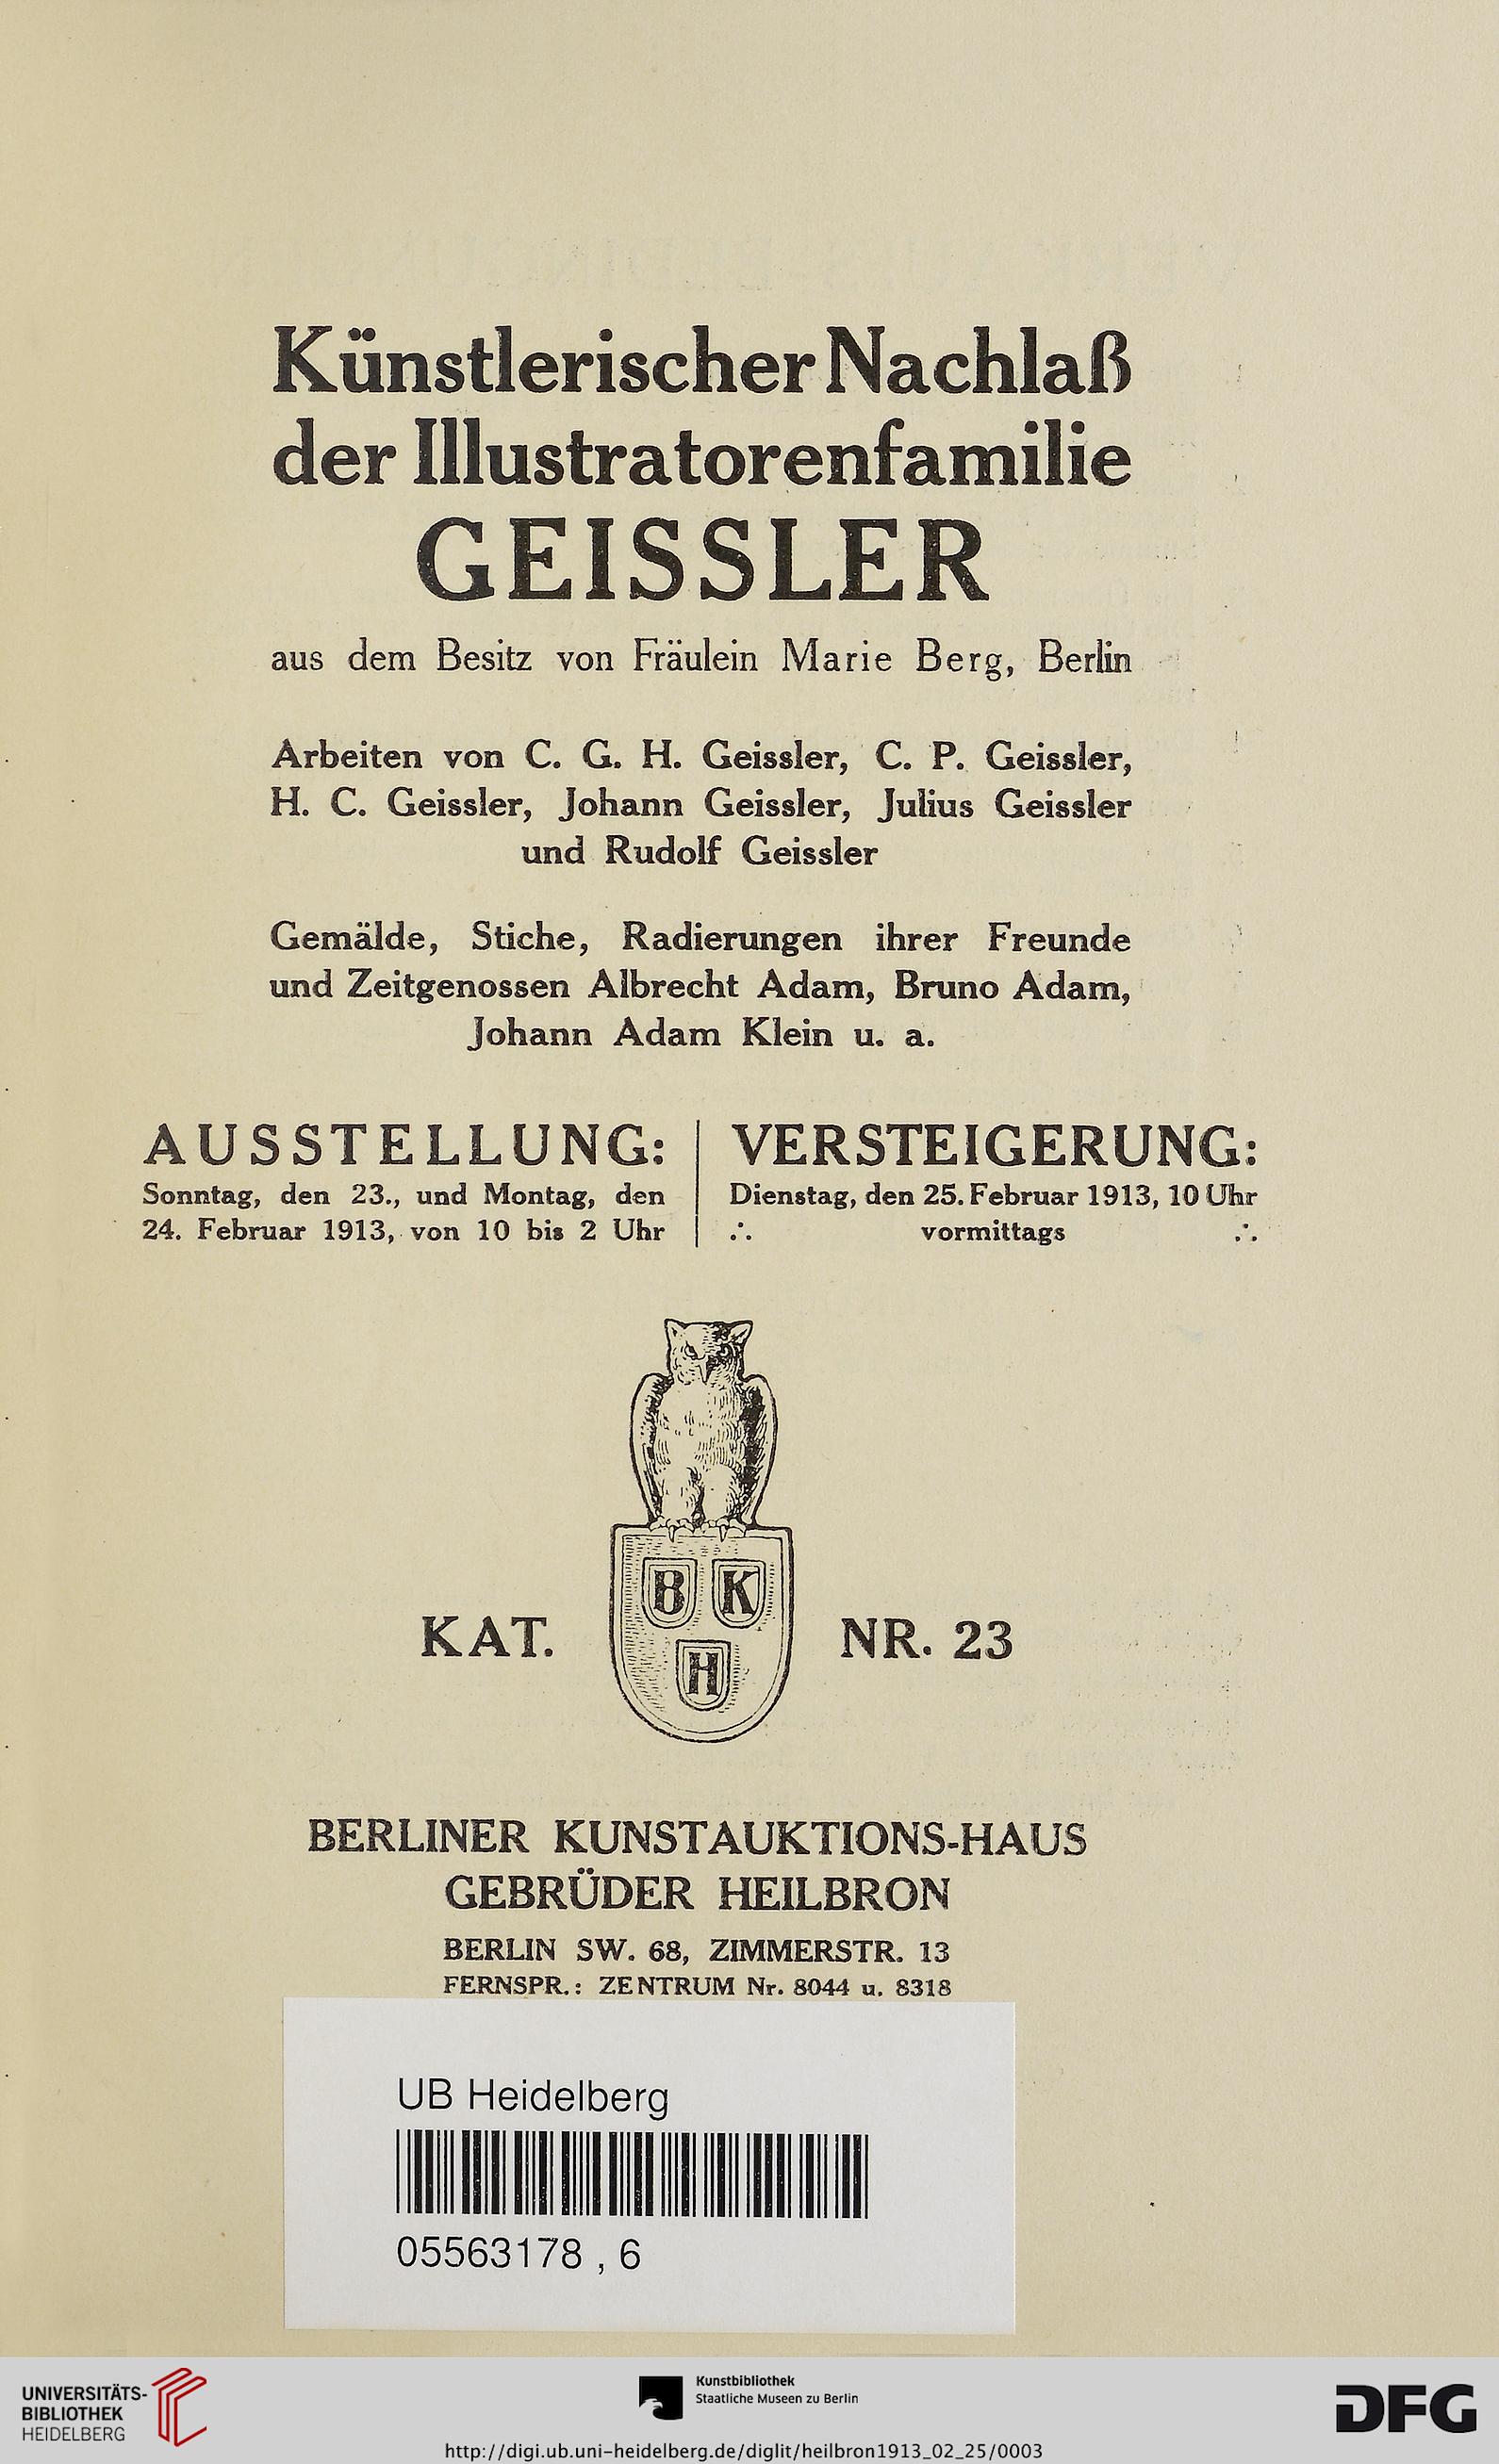 Künstlerischer Nachlaß
der Illustratorenfamilie
GEISSLER
aus dem Besitz von Fräulein Marie Berg, Berlin
Arbeiten von C. G. H. Geissler, C. P. Geissler,
H. C. Geissler, Johann Geissler, Julius Geissler
und Rudolf Geissler
Gemälde, Stiche, Radierungen ihrer Freunde
und Zeitgenossen Albrecht Adam, Bruno Adam,
Johann Adam Klein u. a.
AUSSTELLUNG:
Sonntag, den 23., und Montag, den
24. Februar 1913, von 10 bis 2 Uhr
VERSTEIGERUNG:
Dienstag, den 25. Februar 1913, 10 Uhr
∴ vormittags ∴
B K
H
KAT. NR. 23
BERLINER KUNSTAUKTIONS-HAUS
GEBRÜDER HEILBRON
BERLIN SW. 68, ZIMMERSTR. 13
FERNSPR.: ZENTRUM Nr. 8044 u. 8318
UB Heidelberg
05563178 , 6
UNIVERSITÄTS-
BIBLIOTHEK
HEIDELBERG
Kunstbibliothek
Staatliche Museen zu Berlin
DFG
http://digi.ub.uni-heidelberg.de/diglit/heilbron1913_02_25/0003